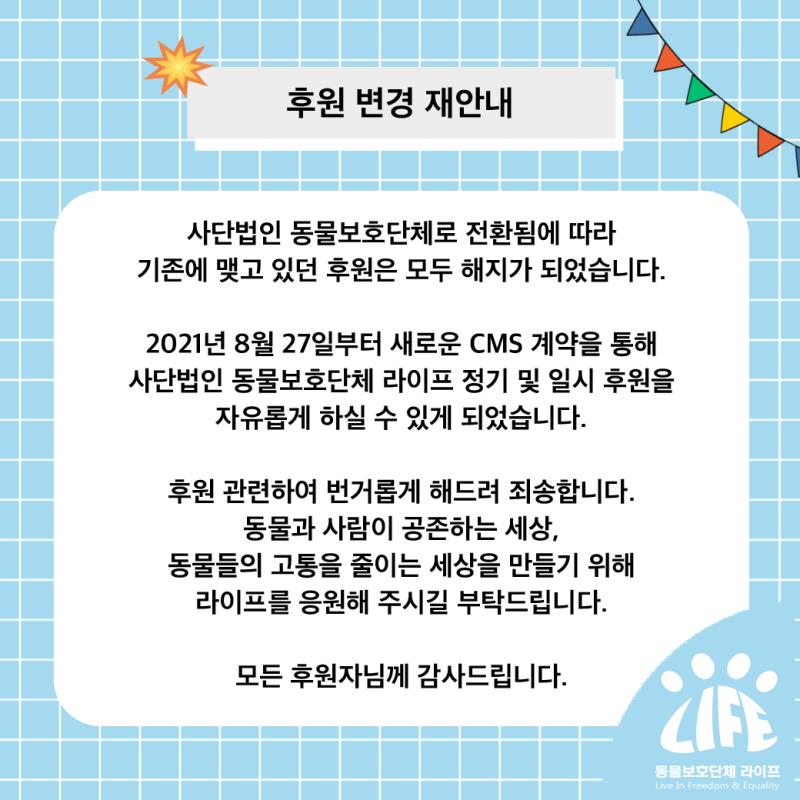 후원 변경 재안내
사단법인 동물보호단체로 전환됨에 따라
기존에 맺고 있던 후원은 모두 해지가 되었습니다.
2021년 8월 27일부터 새로운 CMS 계약을 통해
사단법인 동물보호단체 라이프 정기 및 일시 후원을
자유롭게 하실 수 있게 되었습니다.
후원 관련하여 번거롭게 해드려 죄송합니다.
동물과 사람이 공존하는 세상,
동물들의 고통을 줄이는 세상을 만들기 위해
라이프를 응원해 주시길 부탁드립니다.
모든 후원자님께 감사드립니다.
LIFE
동물보호단체 라이프
Live In Freedom & Equality